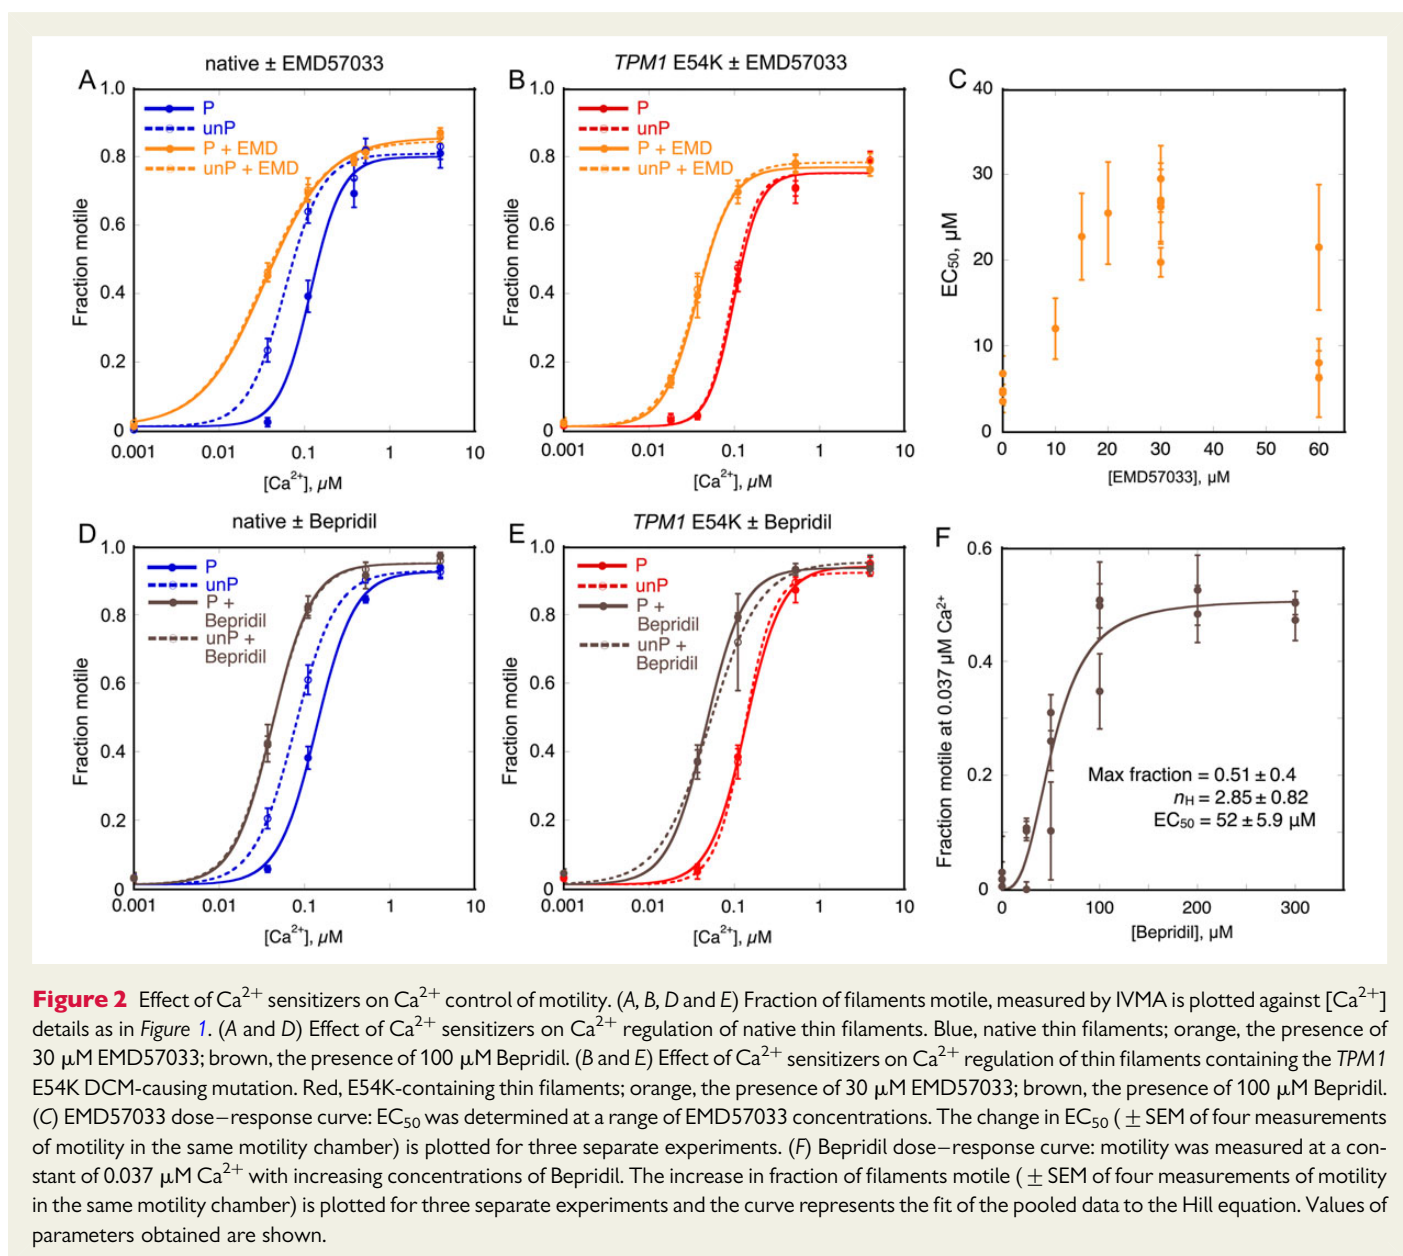 A
native ± EMD57033
P
unP
P + EMD
unP + EMD
1.0
0.8
0.6
0.4
0.2
0
Fraction motile
0.001 0.01 0.1 1 10
[Ca²⁺], μM
B
TPM1 E54K ± EMD57033
P
unP
P + EMD
unP + EMD
1.0
0.8
0.6
0.4
0.2
0
Fraction motile
0.001 0.01 0.1 1 10
[Ca²⁺], μM
C
40
30
20
10
0
EC₅₀, μM
0 10 20 30 40 50 60
[EMD57033], μM
D
native ± Bepridil
P
unP
P +
Bepridil
unP +
Bepridil
1.0
0.8
0.6
0.4
0.2
0
Fraction motile
0.001 0.01 0.1 1 10
[Ca²⁺], μM
E
TPM1 E54K ± Bepridil
P
unP
P +
Bepridil
unP +
Bepridil
1.0
0.8
0.6
0.4
0.2
0
Fraction motile
0.001 0.01 0.1 1 10
[Ca²⁺], μM
F
0.6
0.4
0.2
0
Fraction motile at 0.037 μM Ca²⁺
Max fraction = 0.51 ± 0.4
nH = 2.85 ± 0.82
EC₅₀ = 52 ± 5.9 μM
0 100 200 300
[Bepridil], μM
Figure 2 Effect of Ca²⁺ sensitizers on Ca²⁺ control of motility. (A, B, D and E) Fraction of filaments motile, measured by IVMA is plotted against [Ca²⁺]
details as in Figure 1. (A and D) Effect of Ca²⁺ sensitizers on Ca²⁺ regulation of native thin filaments. Blue, native thin filaments; orange, the presence of
30 μM EMD57033; brown, the presence of 100 μM Bepridil. (B and E) Effect of Ca²⁺ sensitizers on Ca²⁺ regulation of thin filaments containing the TPM1
E54K DCM-causing mutation. Red, E54K-containing thin filaments; orange, the presence of 30 μM EMD57033; brown, the presence of 100 μM Bepridil.
(C) EMD57033 dose–response curve: EC₅₀ was determined at a range of EMD57033 concentrations. The change in EC₅₀ (± SEM of four measurements
of motility in the same motility chamber) is plotted for three separate experiments. (F) Bepridil dose–response curve: motility was measured at a con-
stant of 0.037 μM Ca²⁺ with increasing concentrations of Bepridil. The increase in fraction of filaments motile (± SEM of four measurements of motility
in the same motility chamber) is plotted for three separate experiments and the curve represents the fit of the pooled data to the Hill equation. Values of
parameters obtained are shown.